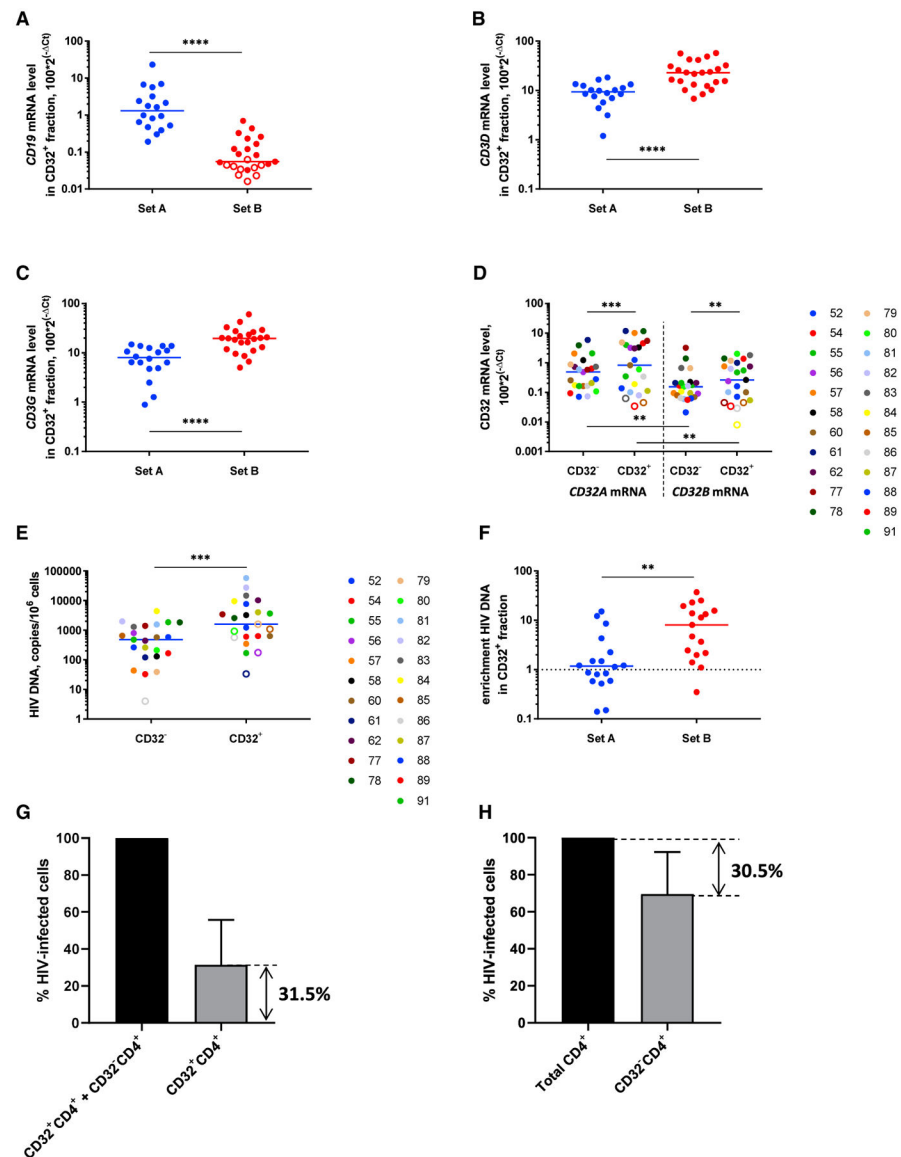 A
CD19 mRNA level
in CD32+ fraction, 100*2(-ΔCt)
100
10
1
0.1
0.01
****
Set A
Set B
B
CD3D mRNA level
in CD32+ fraction, 100*2(-ΔCt)
100
10
1
0.1
****
Set A
Set B
C
CD3G mRNA level
in CD32+ fraction, 100*2(-ΔCt)
100
10
1
0.1
****
Set A
Set B
D
CD32 mRNA level,
100*2(-ΔCt)
100
10
1
0.1
0.01
0.001
***
**
**
**
CD32-
CD32+
CD32-
CD32+
CD32A mRNA
CD32B mRNA
52
54
55
56
57
58
60
61
62
77
78
79
80
81
82
83
84
85
86
87
88
89
91
E
HIV DNA, copies/106 cells
100000
10000
1000
100
10
1
***
CD32-
CD32+
52
54
55
56
57
58
60
61
62
77
78
79
80
81
82
83
84
85
86
87
88
89
91
F
enrichment HIV DNA
in CD32+ fraction
100
10
1
0.1
**
Set A
Set B
G
% HIV-infected cells
100
80
60
40
20
0
31.5%
CD32+CD4+ + CD32-CD4+
CD32+CD4+
H
% HIV-infected cells
100
80
60
40
20
0
30.5%
Total CD4+
CD32-CD4+